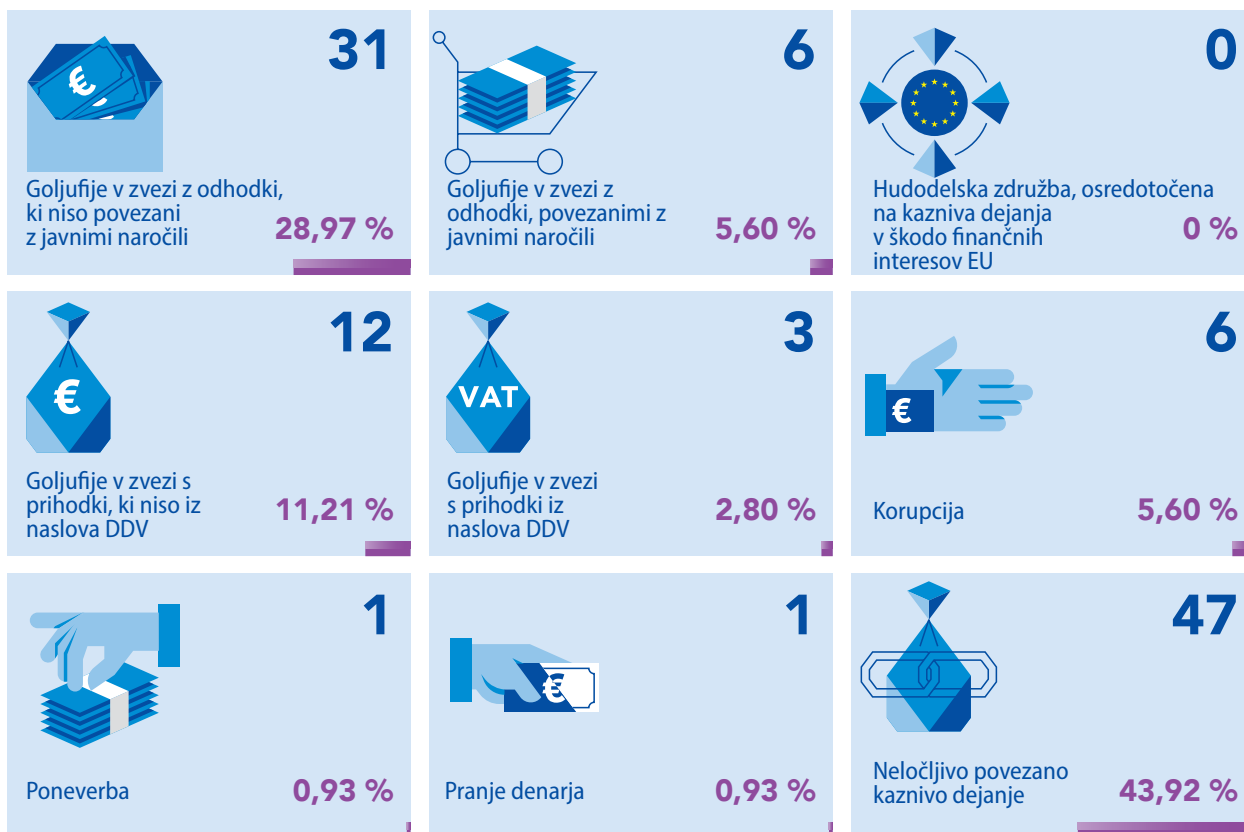 31
€
Goljufije v zvezi z odhodki,
ki niso povezani
z javnimi naročili
28,97 %
6
Goljufije v zvezi z
odhodki, povezanimi z
javnimi naročili
5,60 %
0
Hudodelska združba, osredotočena
na kazniva dejanja
v škodo finančnih
interesov EU
0 %
12
€
Goljufije v zvezi s
prihodki, ki niso iz
naslova DDV
11,21 %
3
VAT
Goljufije v zvezi
s prihodki iz
naslova DDV
2,80 %
6
€
Korupcija
5,60 %
1
Poneverba
0,93 %
1
€
Pranje denarja
0,93 %
47
Neločljivo povezano
kaznivo dejanje
43,92 %